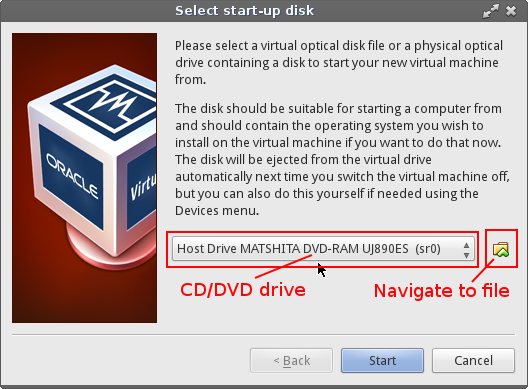 Select start-up disk
Please select a virtual optical disk file or a physical optical
drive containing a disk to start your new virtual machine
from.
The disk should be suitable for starting a computer from
and should contain the operating system you wish to
install on the virtual machine if you want to do that now.
The disk will be ejected from the virtual drive
automatically next time you switch the virtual machine off,
but you can also do this yourself if needed using the
Devices menu.
ORACLE
Virtu
Host Drive MATSHITA DVD-RAM UJ890ES (sr0)
CD/DVD drive
Navigate to file
< Back
Start
Cancel